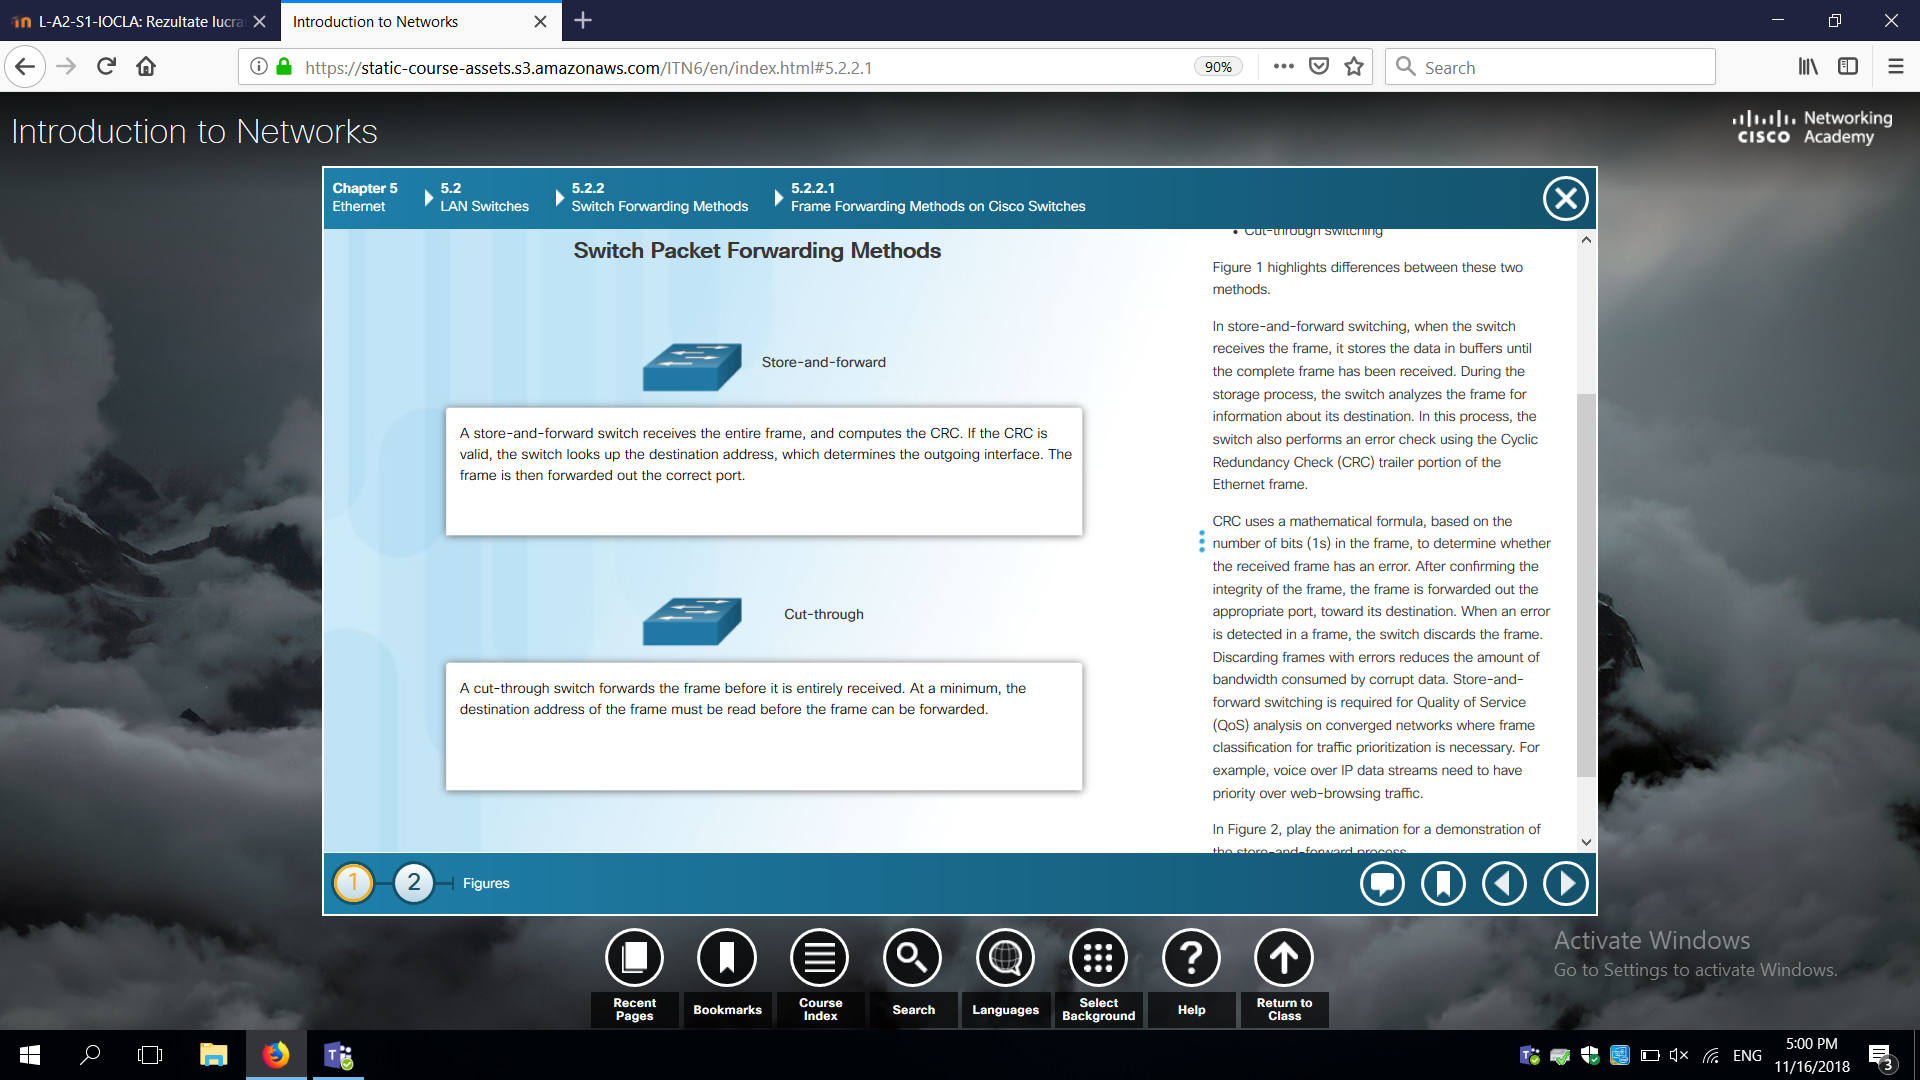 L-A2-S1-IOCLA: Rezultate lucra
Introduction to Networks
https://static-course-assets.s3.amazonaws.com/ITN6/en/index.html#5.2.2.1
90%
Search
Introduction to Networks
Networking
CISCO Academy
Chapter 5
Ethernet
5.2
LAN Switches
5.2.2
Switch Forwarding Methods
5.2.2.1
Frame Forwarding Methods on Cisco Switches
Switch Packet Forwarding Methods
Store-and-forward
A store-and-forward switch receives the entire frame, and computes the CRC. If the CRC is
valid, the switch looks up the destination address, which determines the outgoing interface. The
frame is then forwarded out the correct port.
Cut-through
A cut-through switch forwards the frame before it is entirely received. At a minimum, the
destination address of the frame must be read before the frame can be forwarded.
• Cut-through switching
Figure 1 highlights differences between these two
methods.
In store-and-forward switching, when the switch
receives the frame, it stores the data in buffers until
the complete frame has been received. During the
storage process, the switch analyzes the frame for
information about its destination. In this process, the
switch also performs an error check using the Cyclic
Redundancy Check (CRC) trailer portion of the
Ethernet frame.
CRC uses a mathematical formula, based on the
number of bits (1s) in the frame, to determine whether
the received frame has an error. After confirming the
integrity of the frame, the frame is forwarded out the
appropriate port, toward its destination. When an error
is detected in a frame, the switch discards the frame.
Discarding frames with errors reduces the amount of
bandwidth consumed by corrupt data. Store-and-
forward switching is required for Quality of Service
(QoS) analysis on converged networks where frame
classification for traffic prioritization is necessary. For
example, voice over IP data streams need to have
priority over web-browsing traffic.
In Figure 2, play the animation for a demonstration of
the store-and-forward process.
1
2
Figures
Recent
Pages
Bookmarks
Course
Index
Search
Languages
Select
Background
?
Help
Return to
Class
Activate Windows
Go to Settings to activate Windows.
ENG
5:00 PM
11/16/2018
3